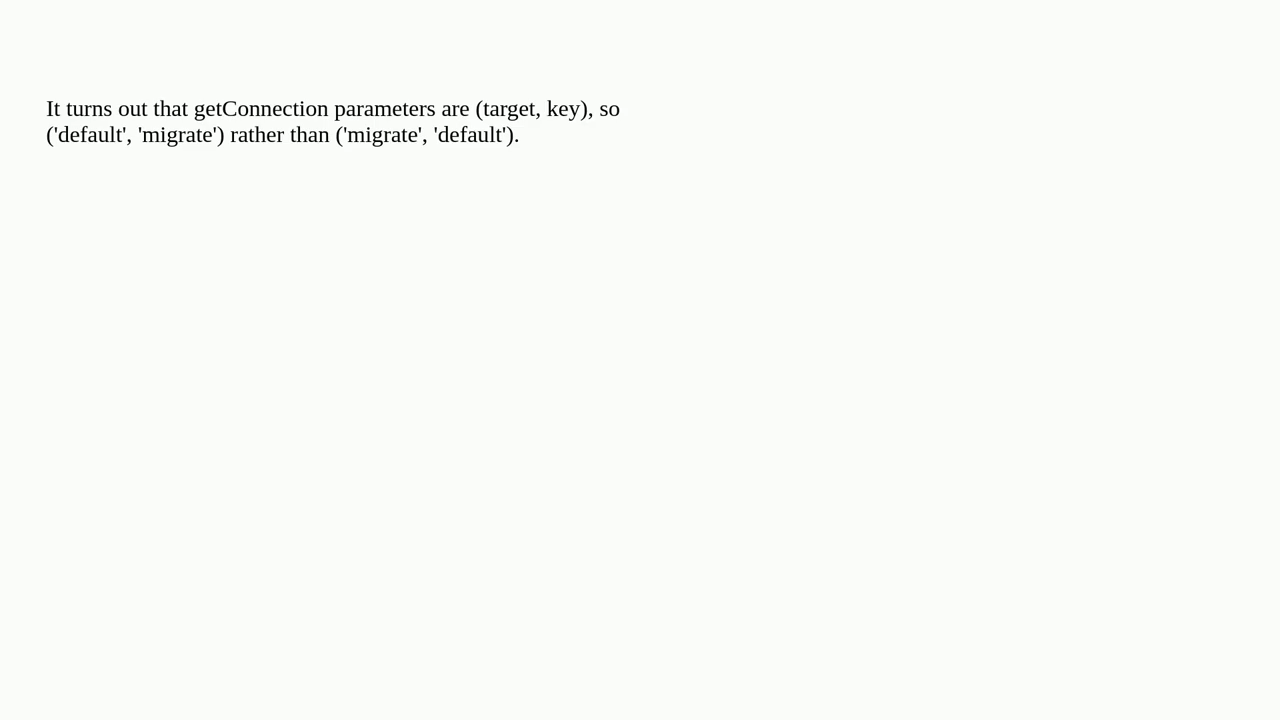 It turns out that getConnection parameters are (target, key), so
('default', 'migrate') rather than ('migrate', 'default').